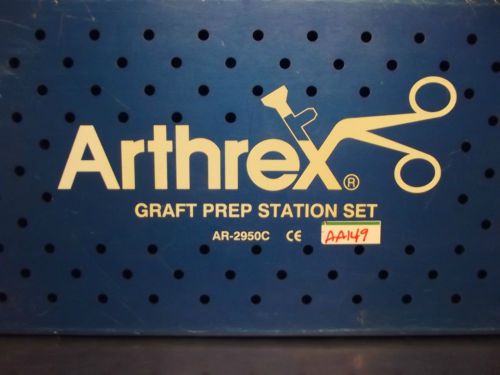 Arthrex®
GRAFT PREP STATION SET
AR-2950C CE AA149